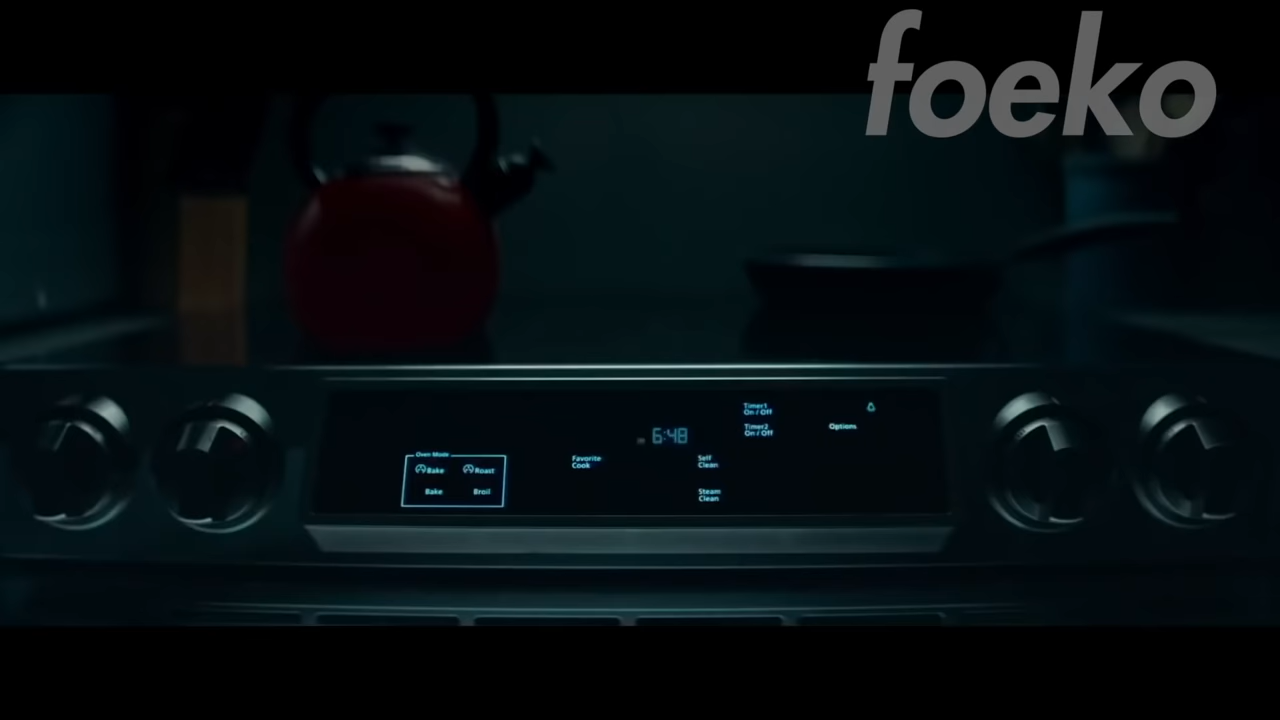 foeko
Timer1
On / Off
Timer2
On / Off
Options
6:48
Oven Mode
Bake
Roast
Bake
Broil
Favorite
Cook
Self
Clean
Steam
Clean